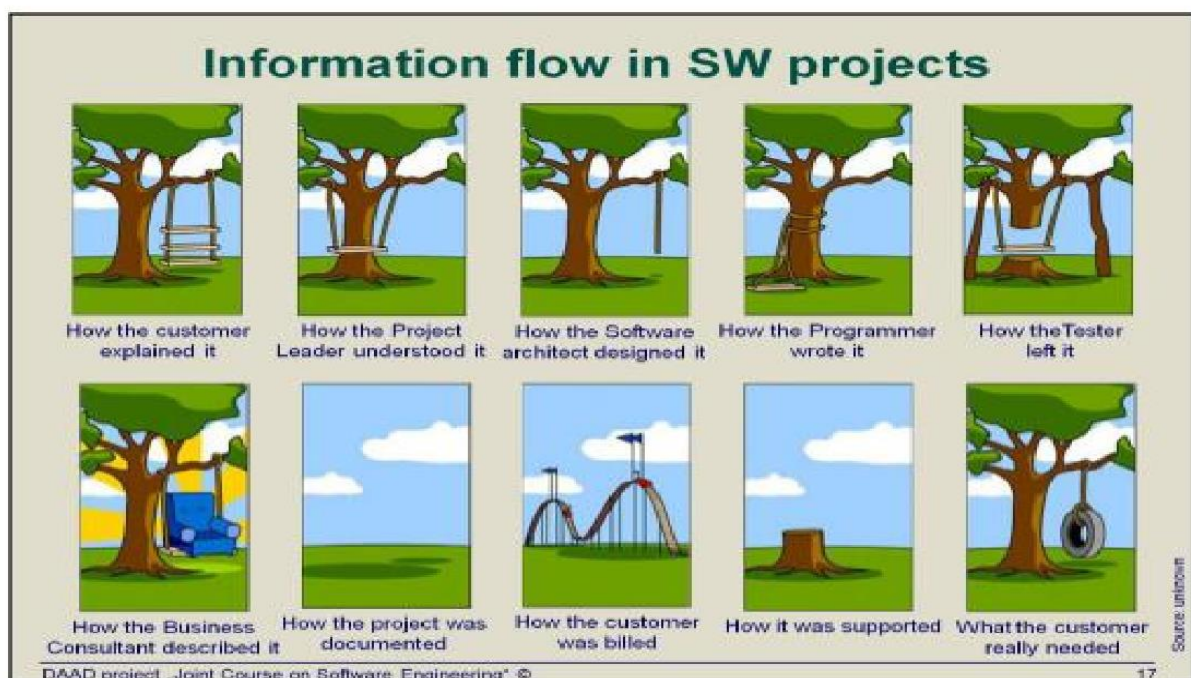 Information flow in SW projects
How the customer
explained it
How the Project
Leader understood it
How the Software
architect designed it
How the Programmer
wrote it
How theTester
left it
How the Business
Consultant described it
How the project was
documented
How the customer
was billed
How it was supported
What the customer
really needed
Source: unknown
DAAD project „Joint Course on Software Engineering" ©
17